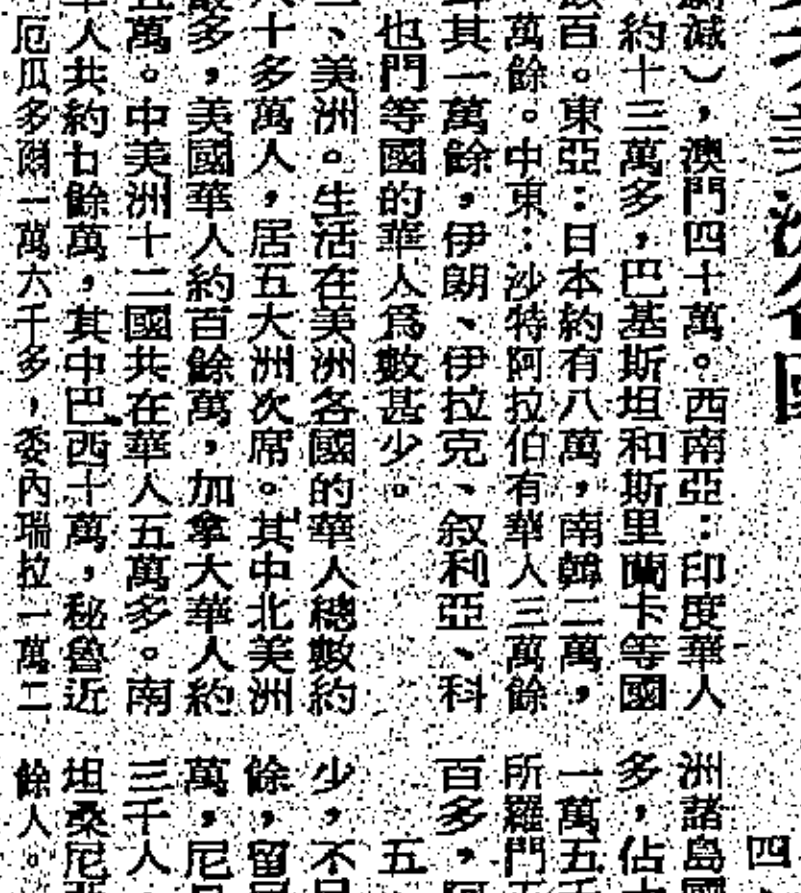 劇減），澳門四十萬。西南亞：印度華人
約十三萬多，巴基斯坦和斯里蘭卡等國
數百。東亞：日本約有八萬，南韓二萬，
萬餘。中東：沙特阿拉伯有華人三萬餘
其一萬餘，伊朗、伊拉克、叙利亞、科
也門等國的華人爲數甚少。
、美洲。生活在美洲各國的華人總數約
十多萬人，居五大洲次席。其中北美洲
最多，美國華人約百餘萬，加拿大華人約
五萬。中美洲十二國共在華人五萬多。南
華人共約七餘萬，其中巴西十萬，秘魯近
厄瓜多爾一萬六千多，委內瑞拉一萬二
四
洲諸島國
多，佔
一萬五千
所羅門
百多，阿
五
少，不
餘，留
萬，尼
三千人
坦桑尼亞
餘人。